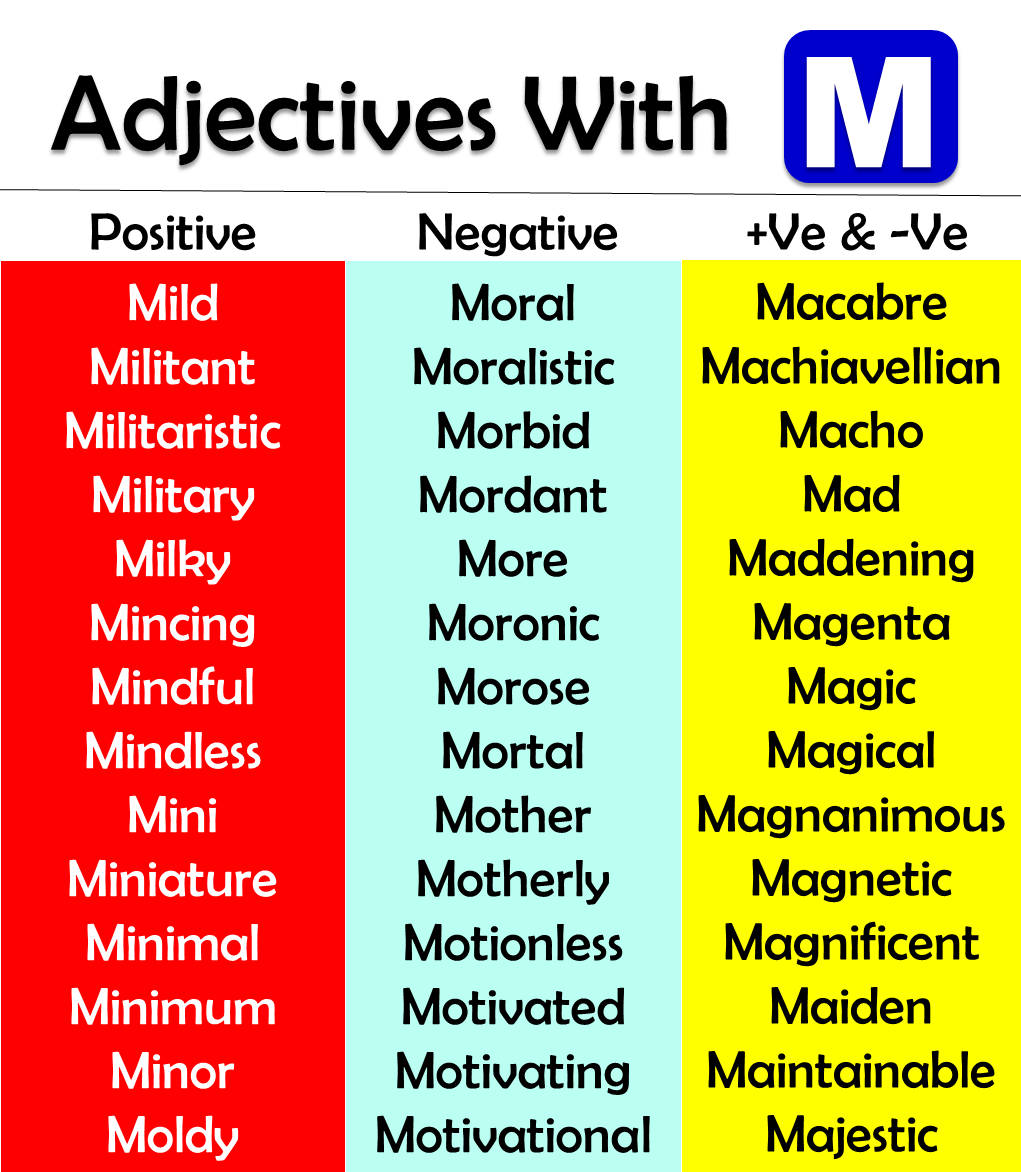 Adjectives With M
Positive Negative +Ve & -Ve
Mild Moral Macabre
Militant Moralistic Machiavellian
Militaristic Morbid Macho
Military Mordant Mad
Milky More Maddening
Mincing Moronic Magenta
Mindful Morose Magic
Mindless Mortal Magical
Mini Mother Magnanimous
Miniature Motherly Magnetic
Minimal Motionless Magnificent
Minimum Motivated Maiden
Minor Motivating Maintainable
Moldy Motivational Majestic